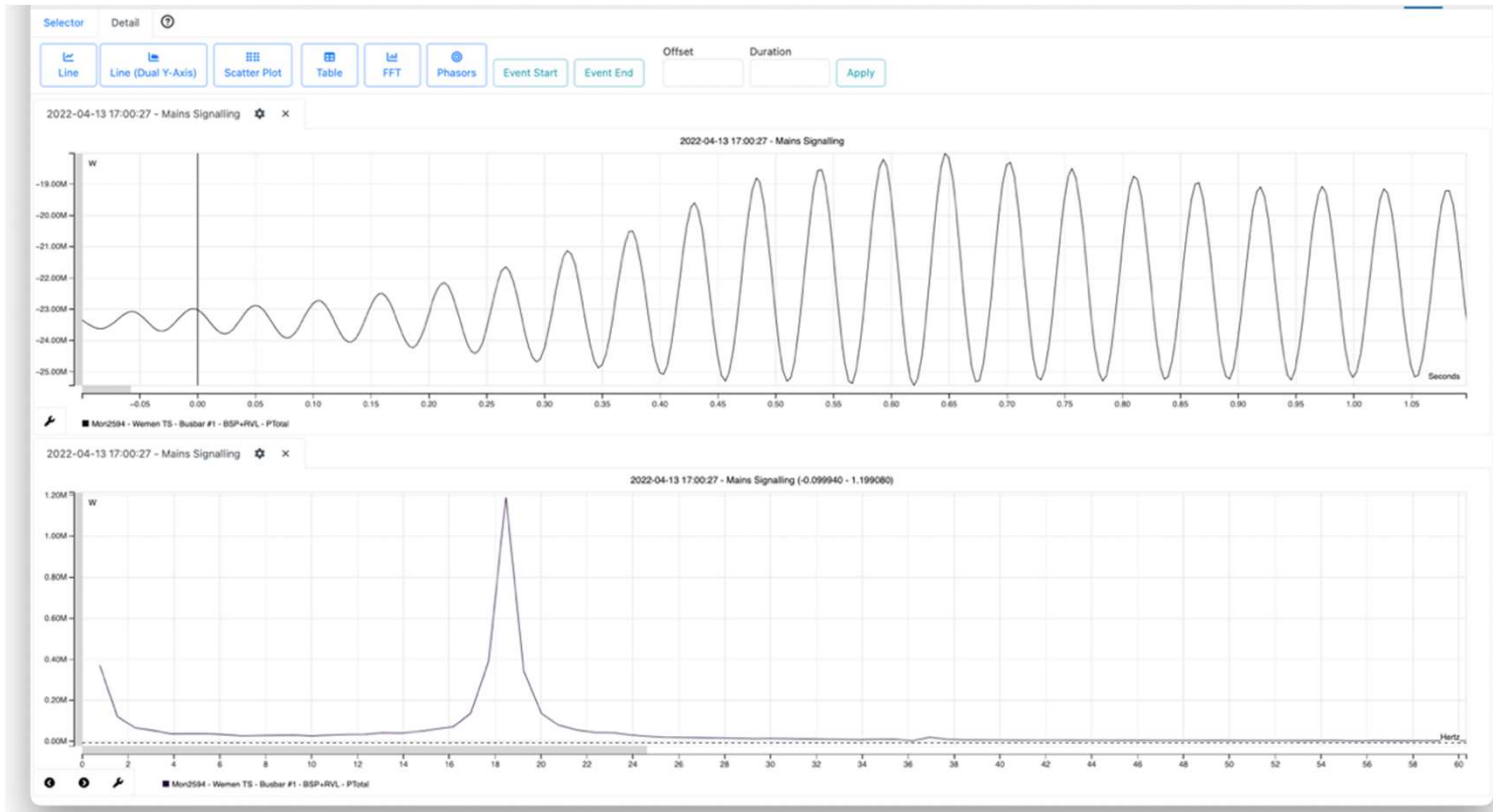 Selector Detail
Offset Duration
Line Line (Dual Y-Axis) Scatter Plot Table FFT Phasors Event Start Event End Apply
2022-04-13 17:00:27 - Mains Signalling
2022-04-13 17:00:27 - Mains Signalling
W
-19.00M
-20.00M
-21.00M
-22.00M
-23.00M
-24.00M
-25.00M
Seconds
-0.05 0.00 0.05 0.10 0.15 0.20 0.25 0.30 0.35 0.40 0.45 0.50 0.55 0.60 0.65 0.70 0.75 0.80 0.85 0.90 0.95 1.00 1.05
Mon2594 - Wemen TS - Busbar #1 - BSP+RVL - PTotal
2022-04-13 17:00:27 - Mains Signalling
2022-04-13 17:00:27 - Mains Signalling (-0.099940 - 1.199080)
1.20M
W
1.00M
0.80M
0.60M
0.40M
0.20M
0.00M
Hertz
0 2 4 6 8 10 12 14 16 18 20 22 24 26 28 30 32 34 36 38 40 42 44 46 48 50 52 54 56 58 60
Mon2594 - Wemen TS - Busbar #1 - BSP+RVL - PTotal